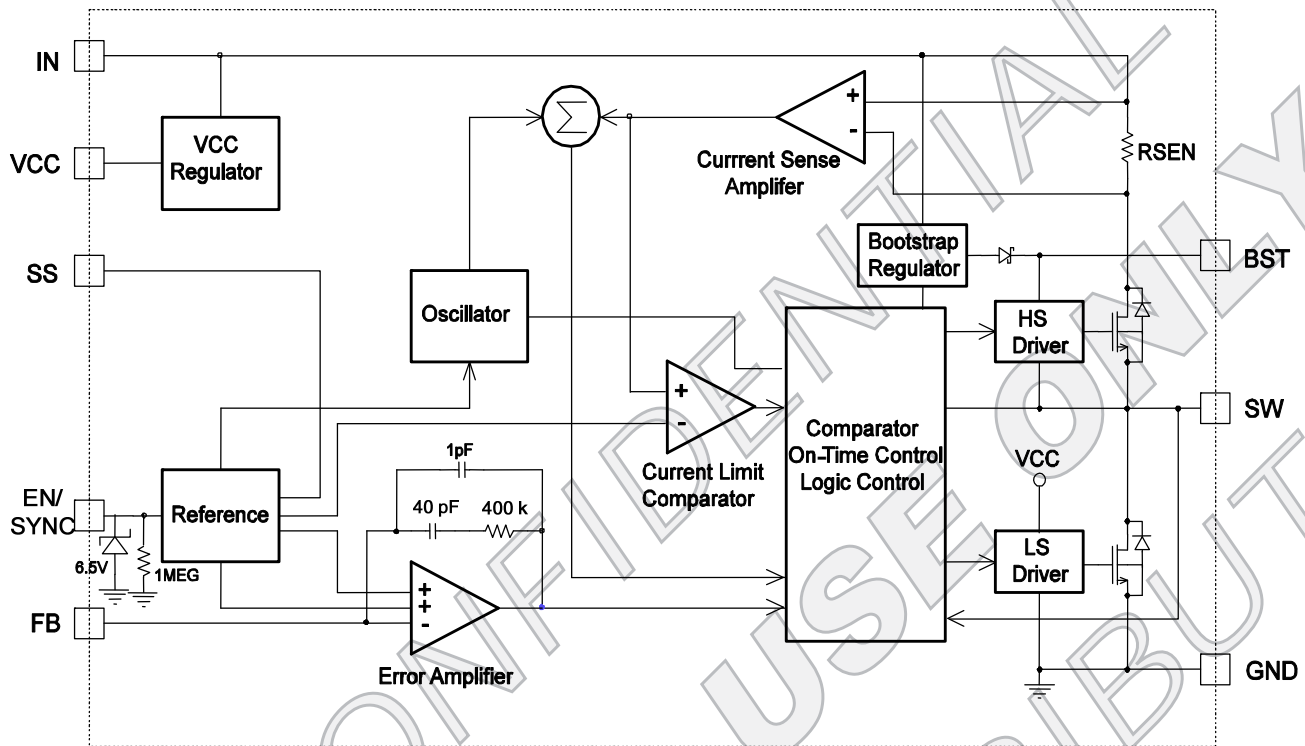 IN
+
-
RSEN
VCC
Regulator
VCC
Σ
Currrent Sense
Amplifer
SS
Bootstrap
Regulator
BST
Oscillator
HS
Driver
+
-
SW
Comparator
On-Time Control
Logic Control
Current Limit
Comparator
1pF
VCC
40 pF
400 k
EN/
SYNC
Reference
LS
Driver
6.5V
1MEG
+
+
-
FB
Error Amplifier
GND
CONFIDENTIAL
USE ONLY